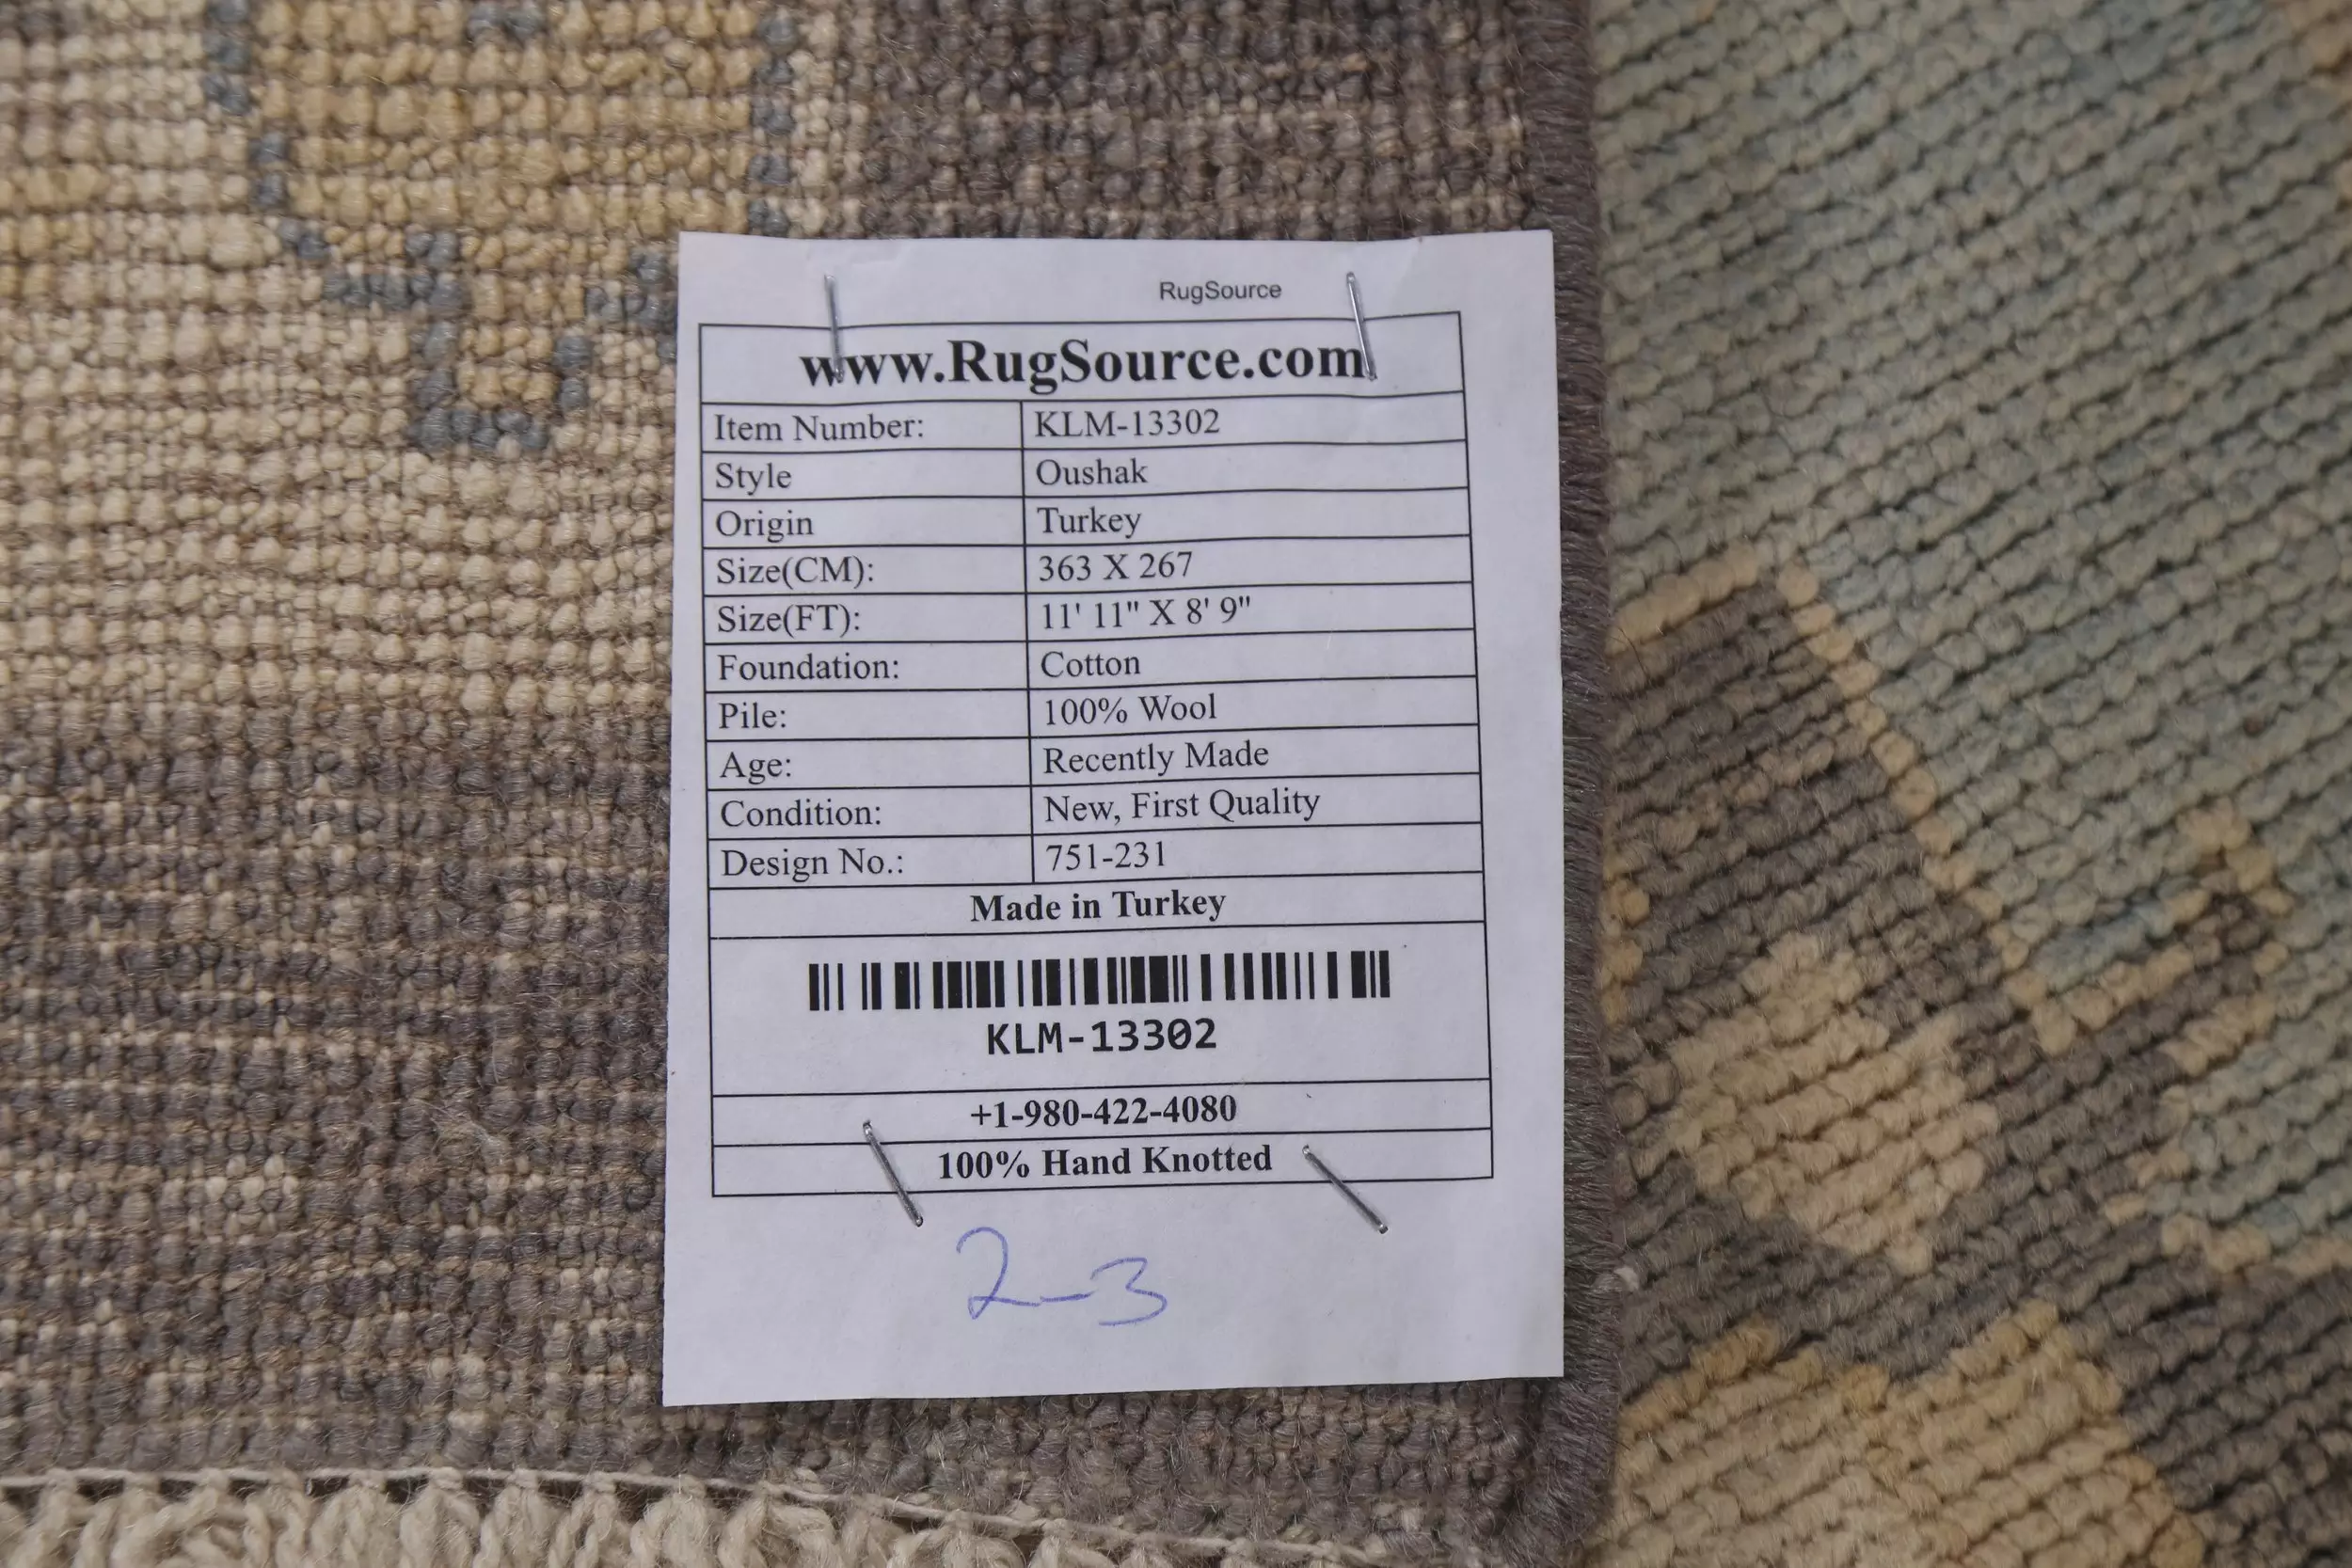 RugSource
www.RugSource.com
Item Number: KLM-13302
Style Oushak
Origin Turkey
Size(CM): 363 X 267
Size(FT): 11' 11" X 8' 9"
Foundation: Cotton
Pile: 100% Wool
Age: Recently Made
Condition: New, First Quality
Design No.: 751-231
Made in Turkey
KLM-13302
+1-980-422-4080
100% Hand Knotted
2-3